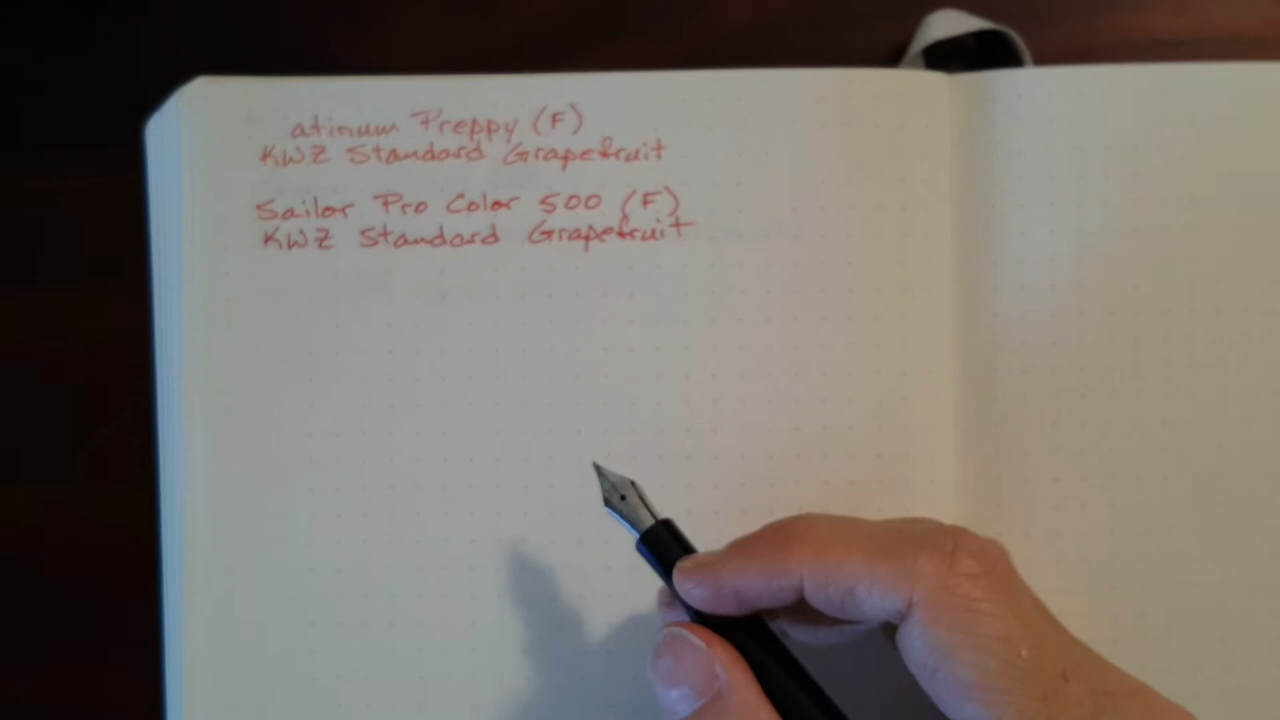 atinum Preppy (F)
KWZ Standard Grapefruit
Sailor Pro Color 500 (F)
KWZ Standard Grapefruit